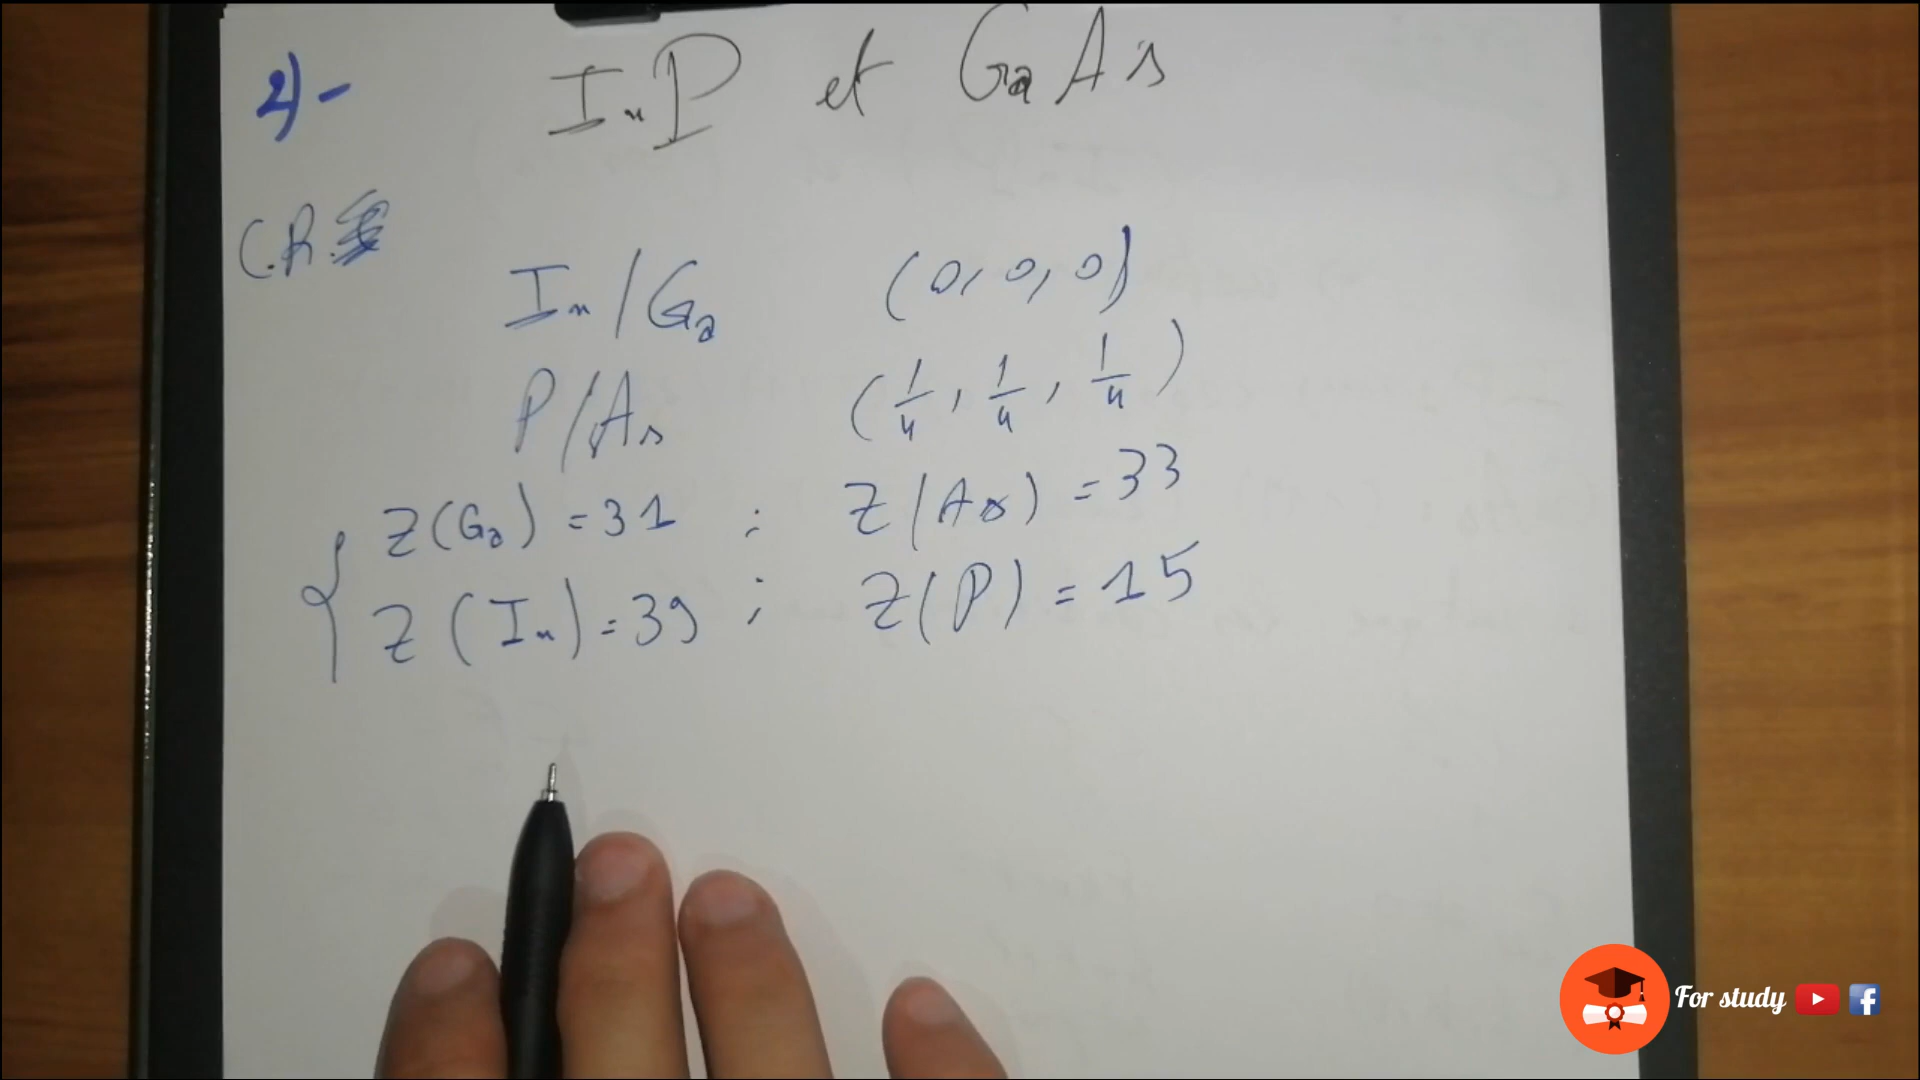 2)- InP et GaAs
C.R.
In/Ga (0, 0, 0)
P/As (1/4, 1/4, 1/4)
Z(Ga) = 31 ; Z(As) = 33
Z(In) = 39 ; Z(P) = 15
For study